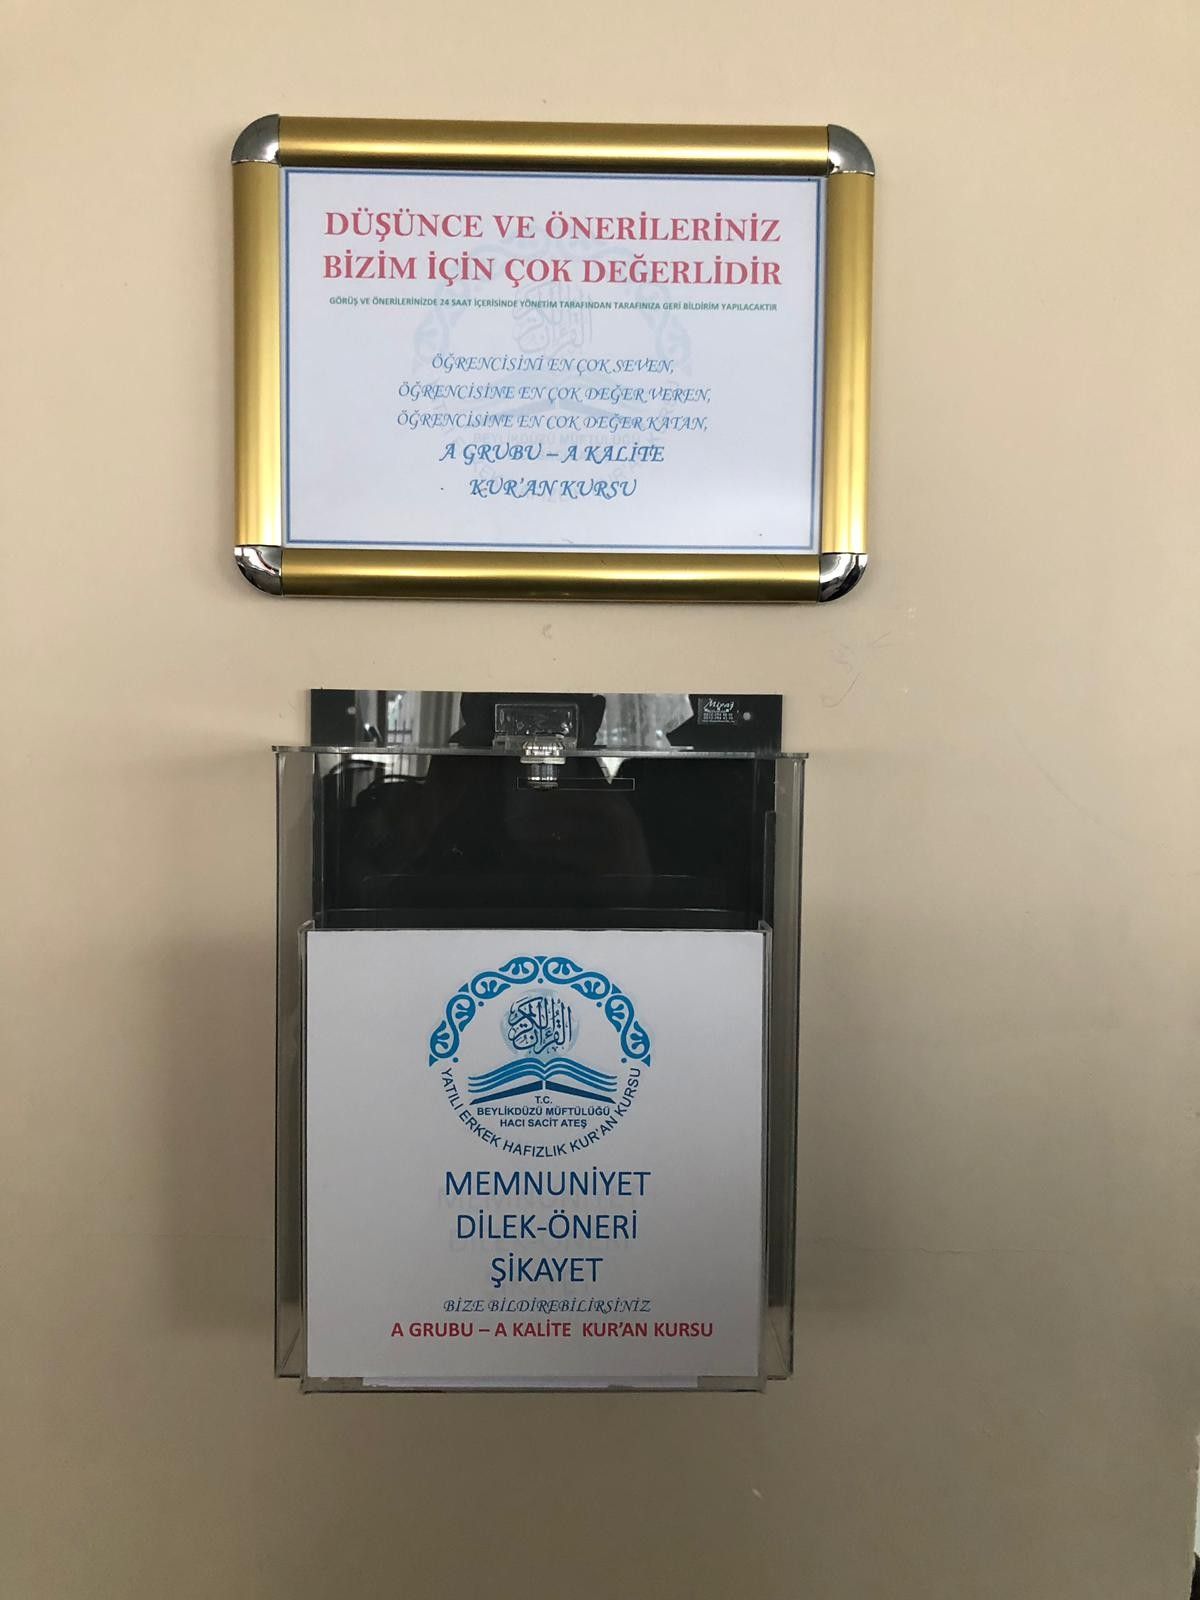 DÜŞÜNCE VE ÖNERİLERİNİZ
BİZİM İÇİN ÇOK DEĞERLİDİR
GÖRÜŞ VE ÖNERİLERİNİZDE 24 SAAT İÇERİSİNDE YÖNETİM TARAFINDAN TARAFINIZA GERİ BİLDİRİM YAPILACAKTIR
ÖĞRENCİSİNİ EN ÇOK SEVEN,
ÖĞRENCİSİNE EN ÇOK DEĞER VEREN,
ÖĞRENCİSİNE EN COK DEĞER KATAN,
A GRUBU – A KALİTE
KUR'AN KURSU
Miraj
القرآن الكريم
T.C.
BEYLİKDÜZÜ MÜFTÜLÜĞÜ
HACI SACİT ATEŞ
YATILI ERKEK HAFIZLIK KUR'AN KURSU
MEMNUNİYET
DİLEK-ÖNERİ
ŞİKAYET
BİZE BİLDİREBİLİRSİNİZ
A GRUBU – A KALİTE KUR'AN KURSU